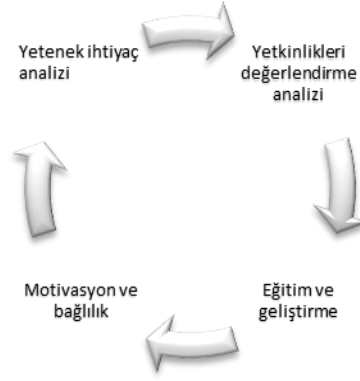 Yetenek ihtiyaç
analizi
Yetkinlikleri
değerlendirme
analizi
Eğitim ve
geliştirme
Motivasyon ve
bağlılık